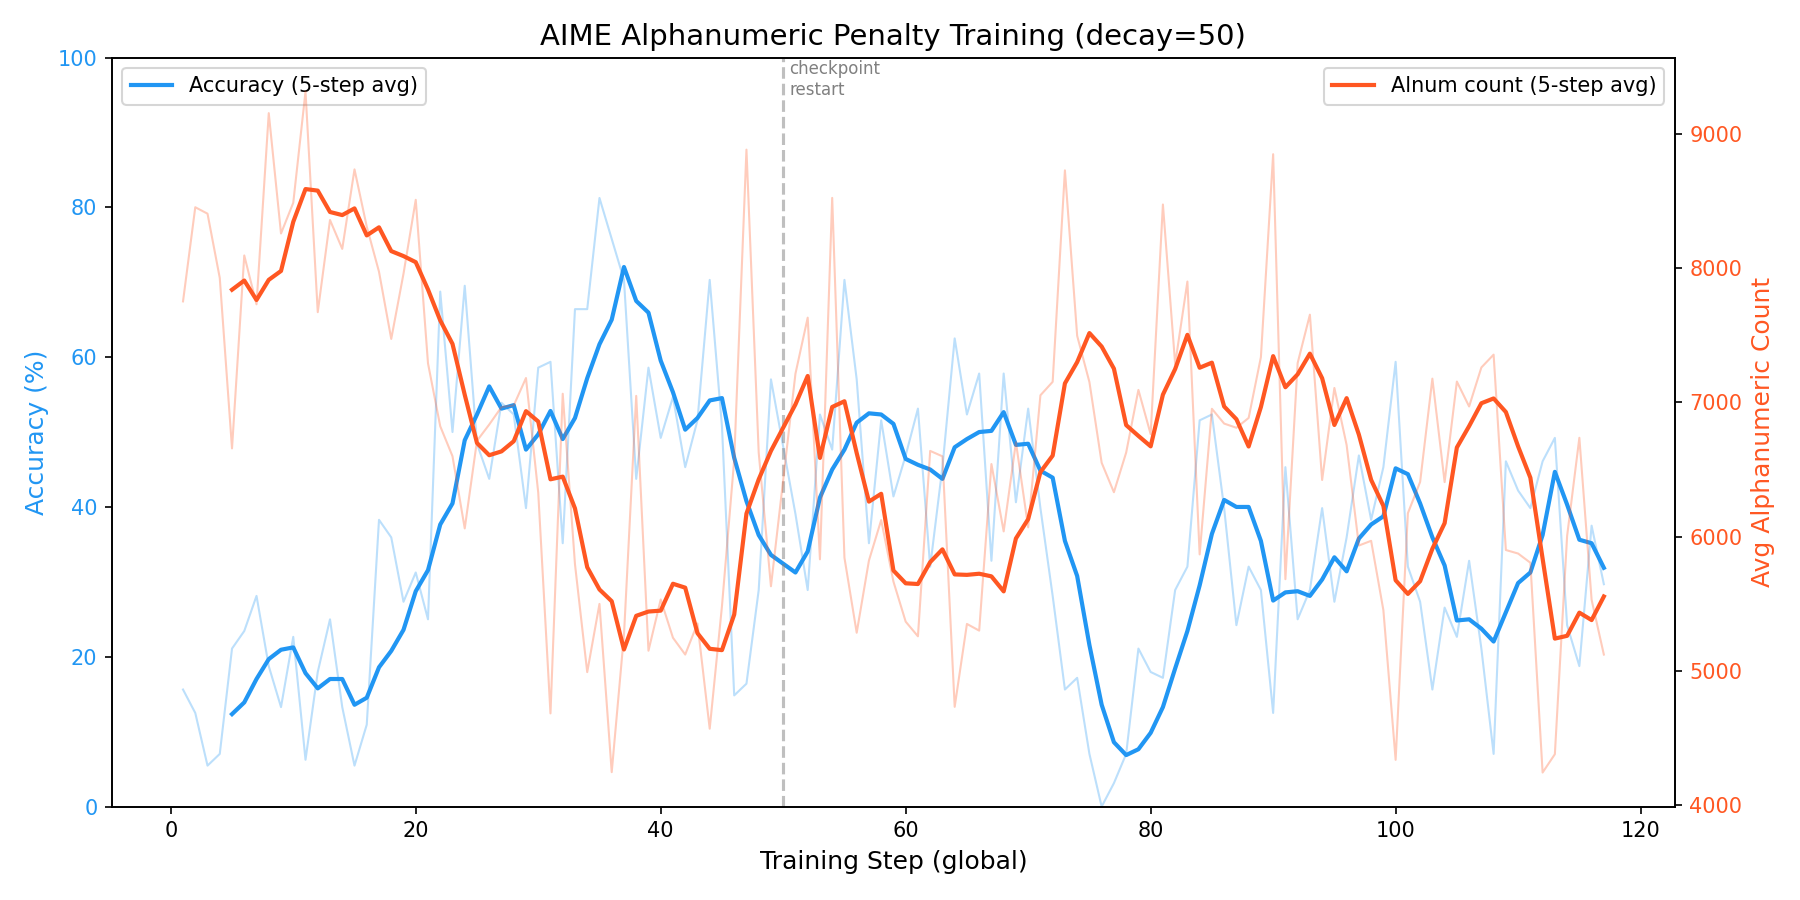 AIME Alphanumeric Penalty Training (decay=50)
Accuracy (5-step avg)
checkpoint
restart
Alnum count (5-step avg)
100
80
60
40
20
0
Accuracy (%)
9000
8000
7000
6000
5000
4000
Avg Alphanumeric Count
0
20
40
60
80
100
120
Training Step (global)